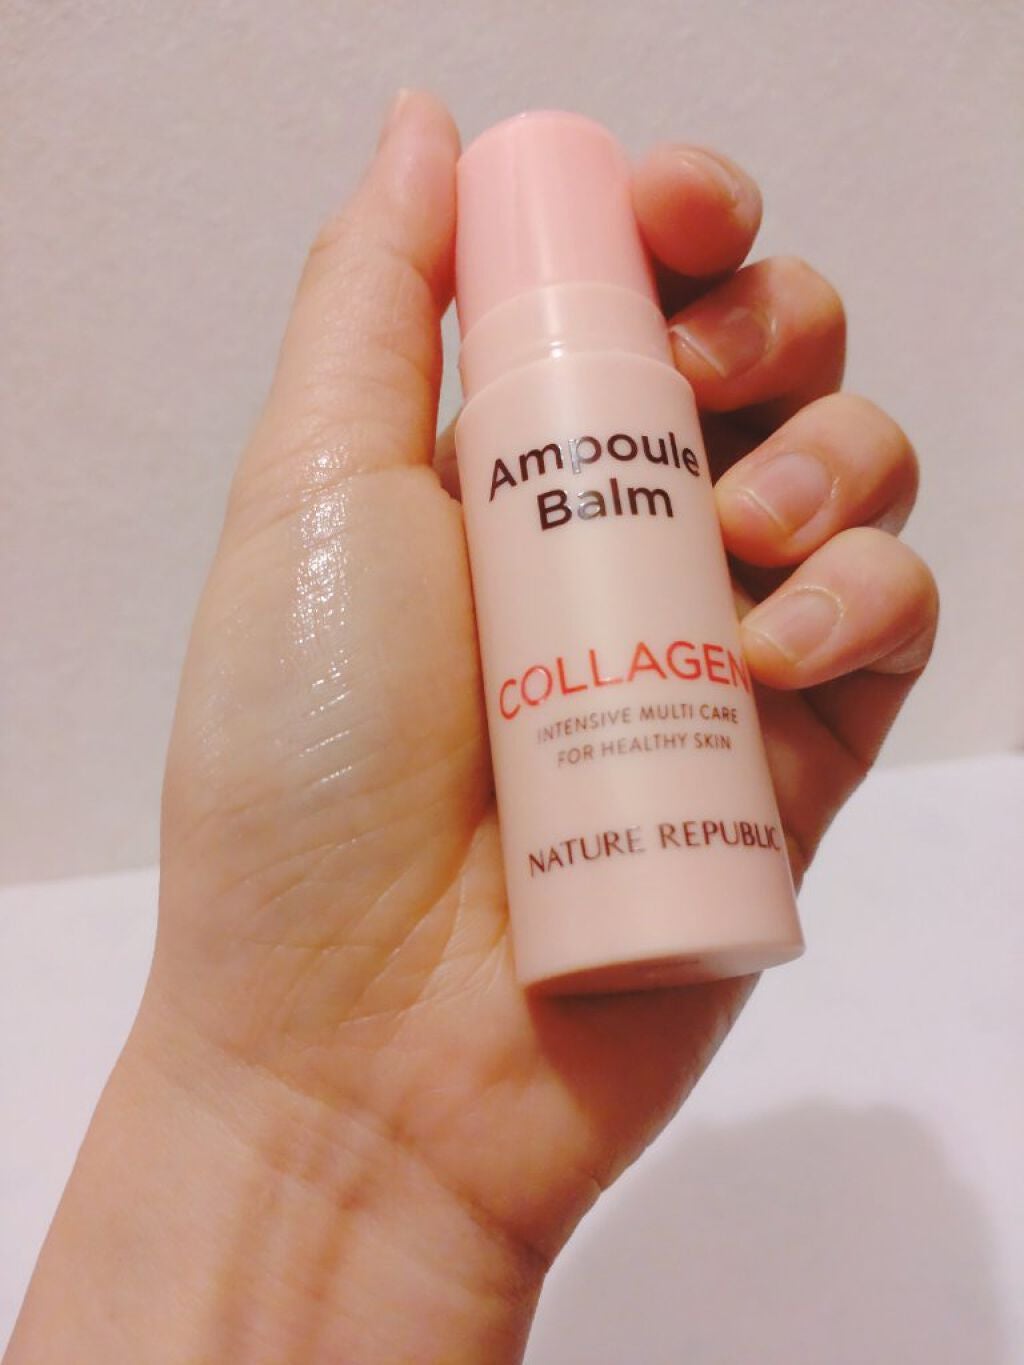 Ampoule
Balm
COLLAGEN
INTENSIVE MULTI CARE
FOR HEALTHY SKIN
NATURE REPUBLIC